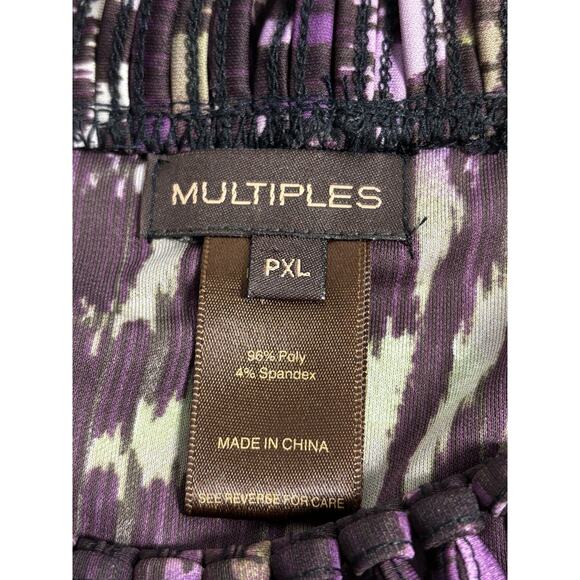 MULTIPLES
PXL
96% Poly
4% Spandex
MADE IN CHINA
SEE REVERSE FOR CARE